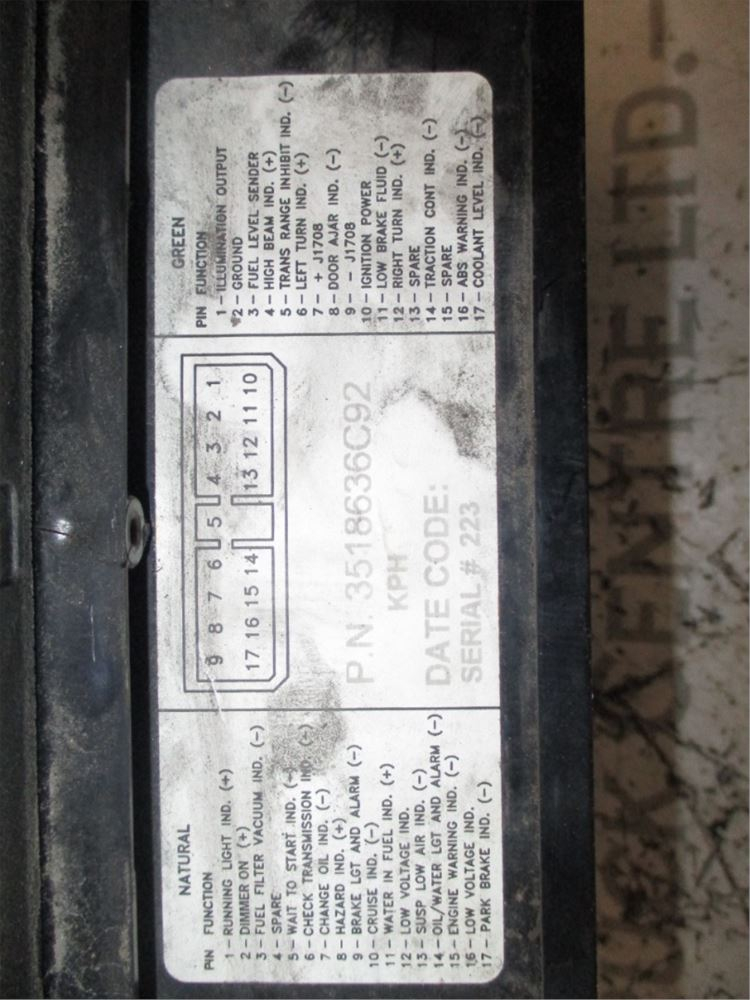 NATURAL
PIN FUNCTION
1 - RUNNING LIGHT IND. (+)
2 - DIMMER ON (+)
3 - FUEL FILTER VACUUM IND. (-)
4 - SPARE
5 - WAIT TO START IND. (-)
6 - CHECK TRANSMISSION IND. (-)
7 - CHANGE OIL IND. (-)
8 - HAZARD IND. (+)
9 - BRAKE LGT AND ALARM (-)
10 - CRUISE IND. (-)
11 - WATER IN FUEL IND. (+)
12 - LOW VOLTAGE IND.
13 - SUSP LOW AIR IND. (-)
14 - OIL/WATER LGT AND ALARM (-)
15 - ENGINE WARNING IND. (-)
16 - LOW VOLTAGE IND.
17 - PARK BRAKE IND. (-)
9 8 7 6 5 4 3 2 1
17 16 15 14 13 12 11 10
P.N. 3518636C92
KPH
DATE CODE:
SERIAL # 223
GREEN
PIN FUNCTION
1 - ILLUMINATION OUTPUT
2 - GROUND
3 - FUEL LEVEL SENDER
4 - HIGH BEAM IND. (+)
5 - TRANS RANGE INHIBIT IND. (-)
6 - LEFT TURN IND. (+)
7 - + J1708
8 - DOOR AJAR IND. (-)
9 - - J1708
10 - IGNITION POWER
11 - LOW BRAKE FLUID (-)
12 - RIGHT TURN IND. (+)
13 - SPARE
14 - TRACTION CONT IND. (-)
15 - SPARE
16 - ABS WARNING IND. (-)
17 - COOLANT LEVEL IND. (-)
CENTRE LTD.